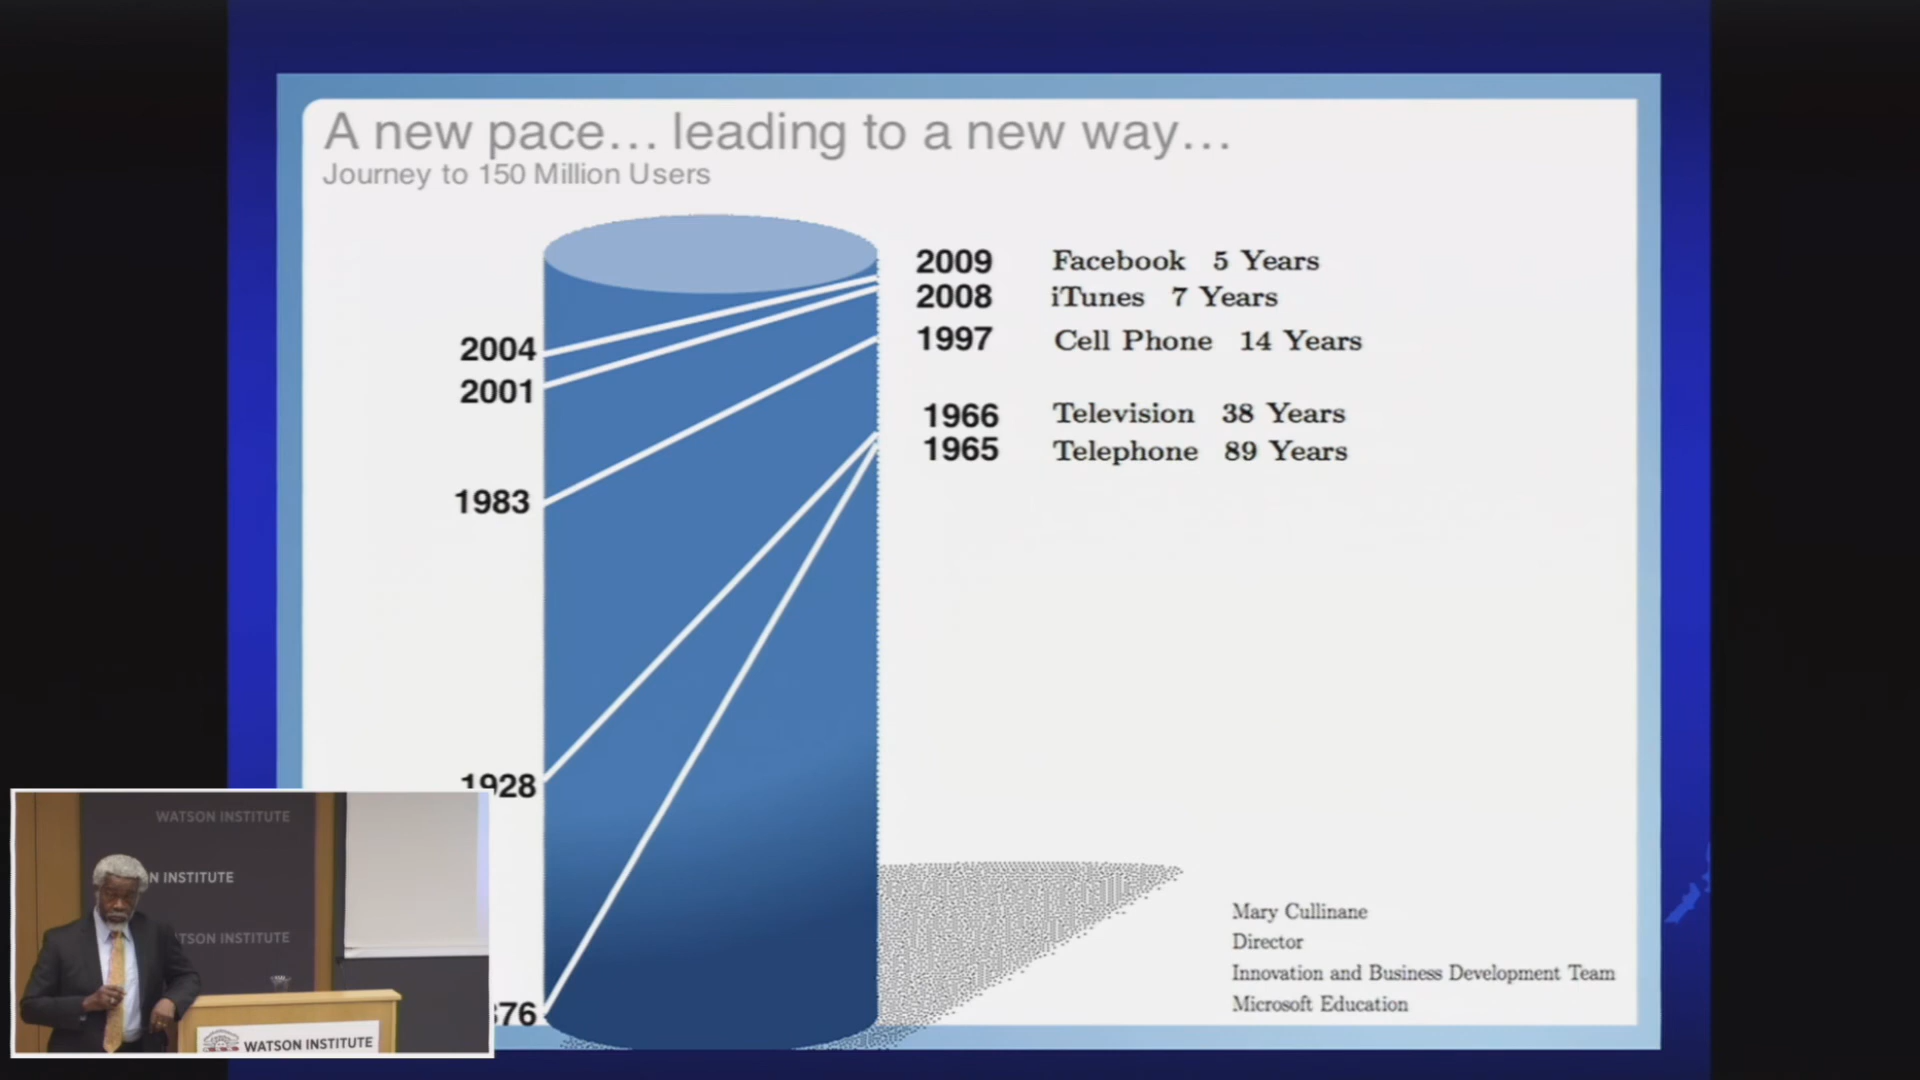 A new pace... leading to a new way...
Journey to 150 Million Users
2009 Facebook 5 Years
2008 iTunes 7 Years
1997 Cell Phone 14 Years
1966 Television 38 Years
1965 Telephone 89 Years
2004
2001
1983
1928
76
Mary Cullinane
Director
Innovation and Business Development Team
Microsoft Education
WATSON INSTITUTE
N INSTITUTE
TSON INSTITUTE
WATSON INSTITUTE